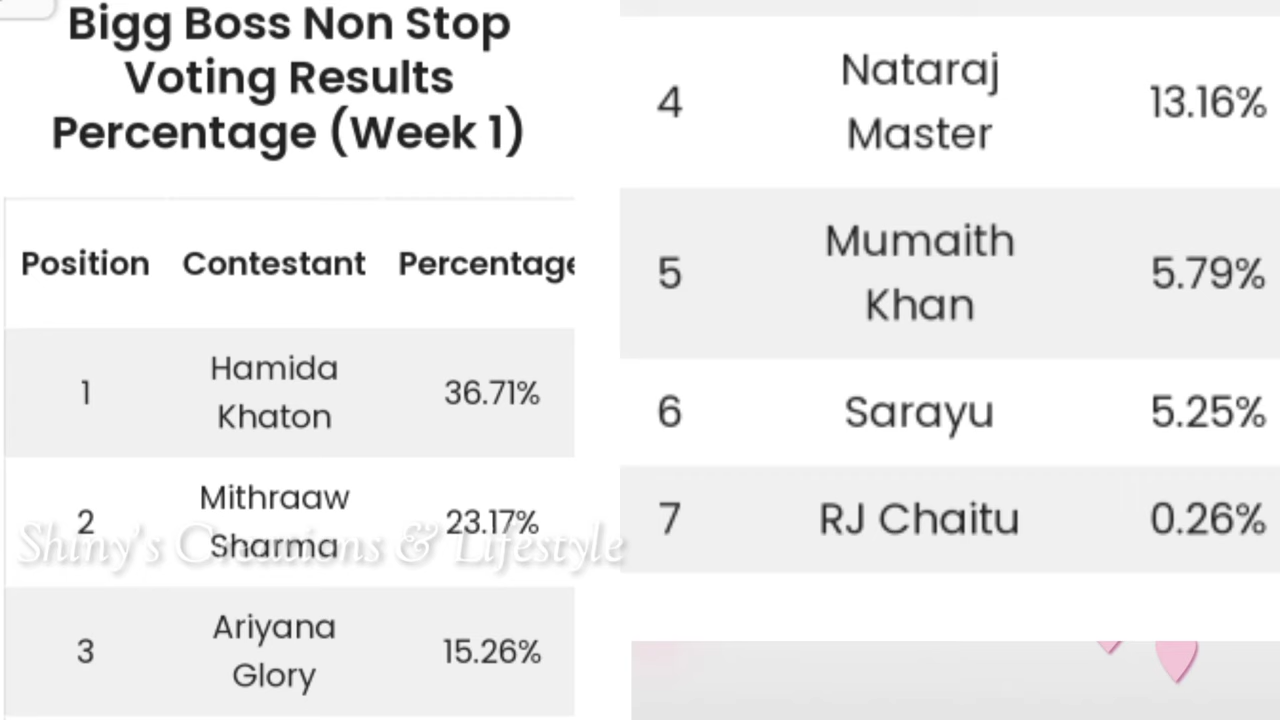 Bigg Boss Non Stop
Voting Results
Percentage (Week 1)
Position Contestant Percentage
1 Hamida Khaton 36.71%
2 Mithraaw Sharma 23.17%
3 Ariyana Glory 15.26%
4 Nataraj Master 13.16%
5 Mumaith Khan 5.79%
6 Sarayu 5.25%
7 RJ Chaitu 0.26%
Shiny's Creations & Lifestyle